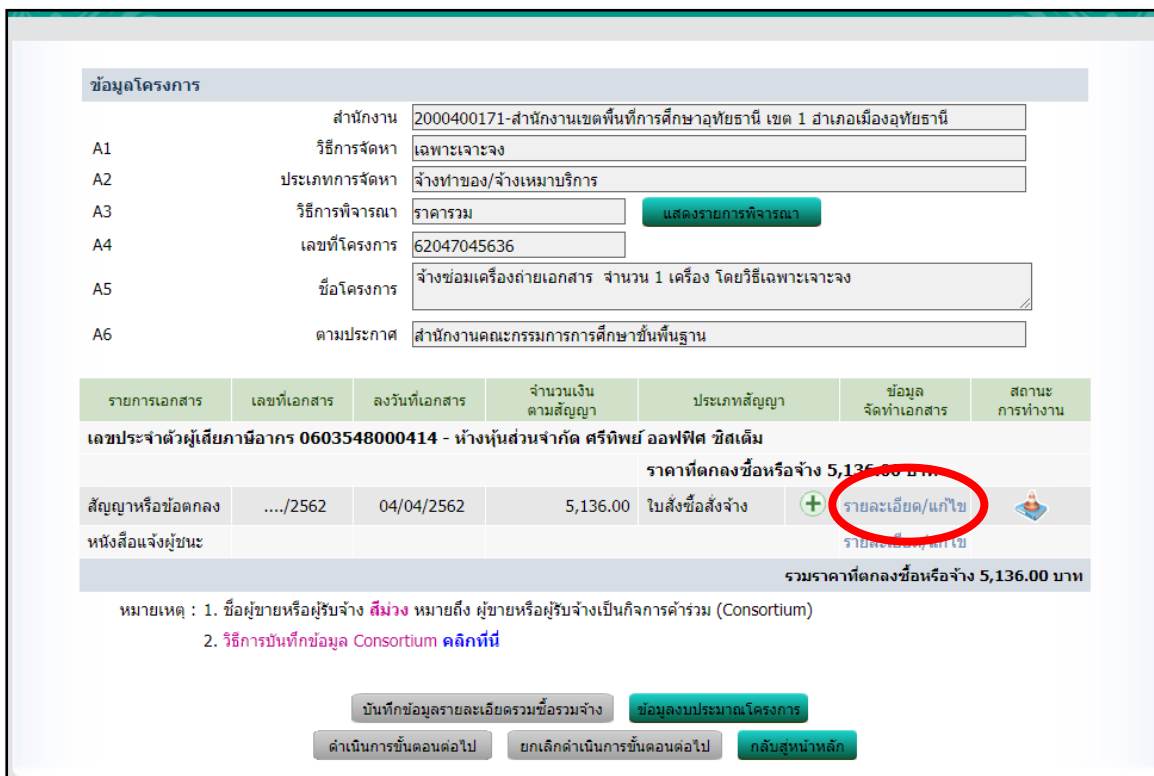 ข้อมูลโครงการ
สำนักงาน 2000400171-สำนักงานเขตพื้นที่การศึกษาอุทัยธานี เขต 1 อำเภอเมืองอุทัยธานี
A1 วิธีการจัดหา เฉพาะเจาะจง
A2 ประเภทการจัดหา จ้างทำของ/จ้างเหมาบริการ
A3 วิธีการพิจารณา ราคารวม แสดงรายการพิจารณา
A4 เลขที่โครงการ 62047045636
A5 ชื่อโครงการ จ้างซ่อมเครื่องถ่ายเอกสาร จำนวน 1 เครื่อง โดยวิธีเฉพาะเจาะจง
A6 ตามประกาศ สำนักงานคณะกรรมการการศึกษาขั้นพื้นฐาน
รายการเอกสาร เลขที่เอกสาร ลงวันที่เอกสาร จำนวนเงิน ตามสัญญา ประเภทสัญญา ข้อมูล จัดทำเอกสาร สถานะ การทำงาน
เลขประจำตัวผู้เสียภาษีอากร 0603548000414 - ห้างหุ้นส่วนจำกัด ศรีทิพย์ ออฟฟิศ ซิสเต็ม
ราคาที่ตกลงซื้อหรือจ้าง 5,136.00 บาท
สัญญาหรือข้อตกลง ..../2562 04/04/2562 5,136.00 ใบสั่งซื้อสั่งจ้าง รายละเอียด/แก้ไข
หนังสือแจ้งผู้ชนะ รายละเอียด/แก้ไข
รวมราคาที่ตกลงซื้อหรือจ้าง 5,136.00 บาท
หมายเหตุ : 1. ชื่อผู้ขายหรือผู้รับจ้าง สีม่วง หมายถึง ผู้ขายหรือผู้รับจ้างเป็นกิจการค้าร่วม (Consortium)
2. วิธีการบันทึกข้อมูล Consortium คลิกที่นี่
บันทึกข้อมูลรายละเอียดรวมซื้อรวมจ้าง ข้อมูลงบประมาณโครงการ
ดำเนินการขั้นตอนต่อไป ยกเลิกดำเนินการขั้นตอนต่อไป กลับสู่หน้าหลัก